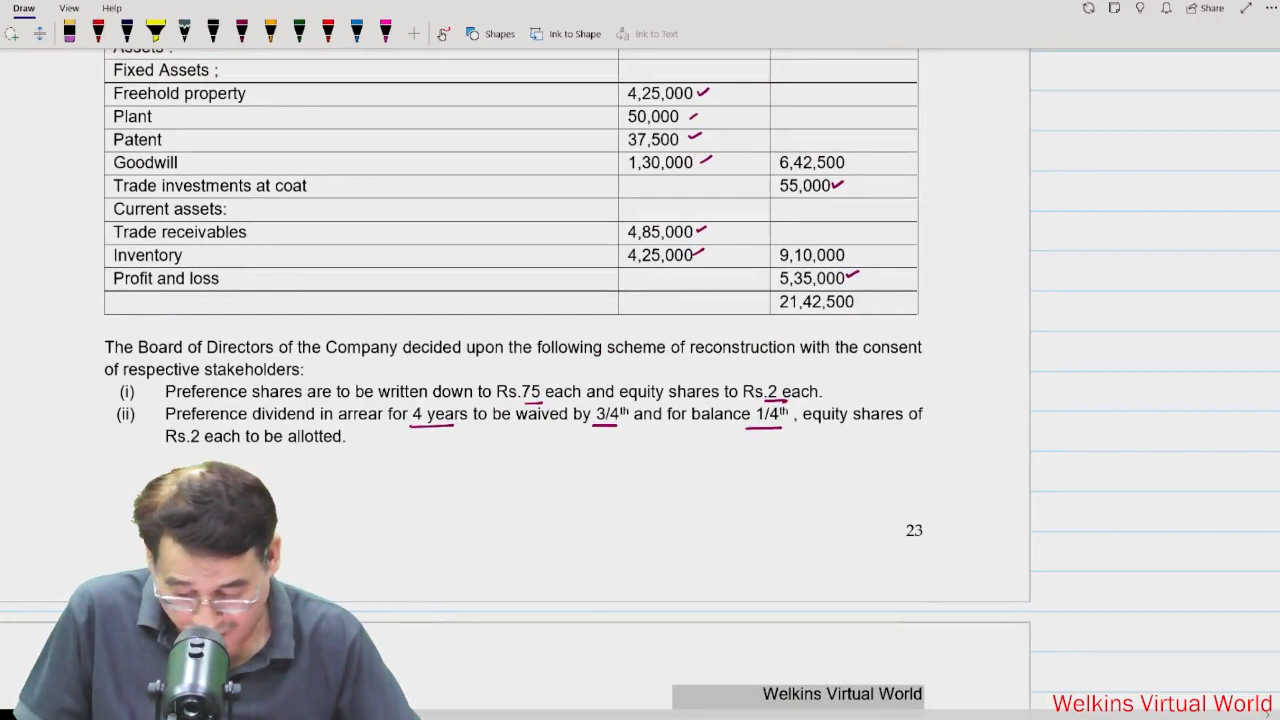 Draw View Help Share
Shapes Ink to Shape Ink to Text
Assets :
Fixed Assets ;
Freehold property 4,25,000
Plant 50,000
Patent 37,500
Goodwill 1,30,000 6,42,500
Trade investments at coat 55,000
Current assets:
Trade receivables 4,85,000
Inventory 4,25,000 9,10,000
Profit and loss 5,35,000
21,42,500
The Board of Directors of the Company decided upon the following scheme of reconstruction with the consent
of respective stakeholders:
(i) Preference shares are to be written down to Rs.75 each and equity shares to Rs.2 each.
(ii) Preference dividend in arrear for 4 years to be waived by 3/4th and for balance 1/4th , equity shares of
Rs.2 each to be allotted.
23
Welkins Virtual World
Welkins Virtual World